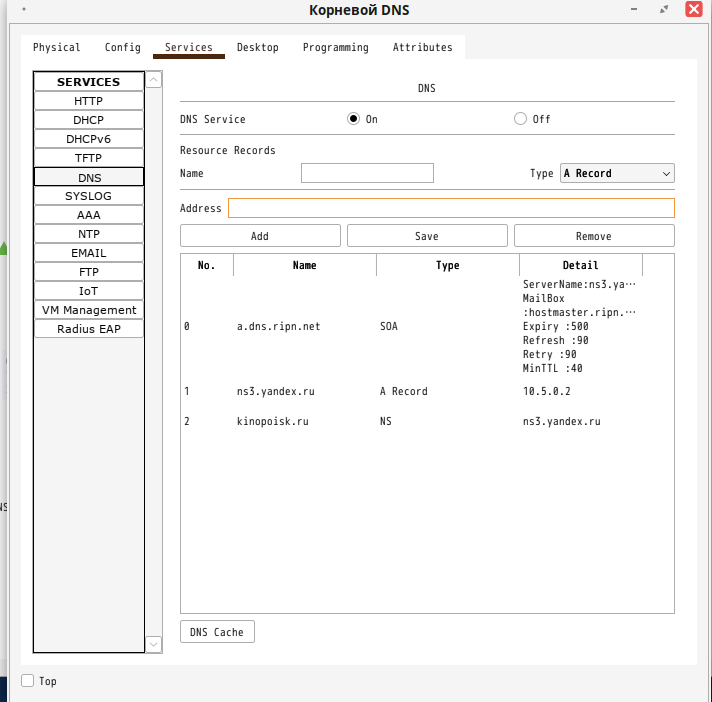 Корневой DNS
Physical Config Services Desktop Programming Attributes
SERVICES
HTTP
DHCP
DHCPv6
TFTP
DNS
SYSLOG
AAA
NTP
EMAIL
FTP
IoT
VM Management
Radius EAP
DNS
DNS Service On Off
Resource Records
Name Type A Record
Address
Add Save Remove
No. Name Type Detail
0 a.dns.ripn.net SOA
ServerName:ns3.ya…
MailBox
:hostmaster.ripn.…
Expiry :500
Refresh :90
Retry :90
MinTTL :40
1 ns3.yandex.ru A Record 10.5.0.2
2 kinopoisk.ru NS ns3.yandex.ru
DNS Cache
Top